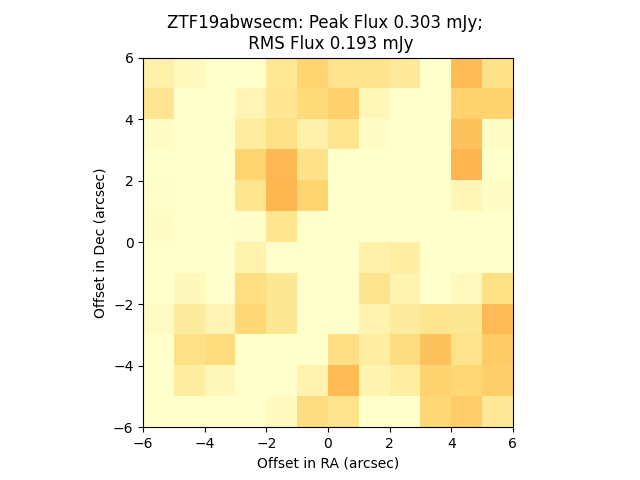 ZTF19abwsecm: Peak Flux 0.303 mJy;
RMS Flux 0.193 mJy
6
4
2
0
−2
−4
−6
Offset in Dec (arcsec)
−6 −4 −2 0 2 4 6
Offset in RA (arcsec)